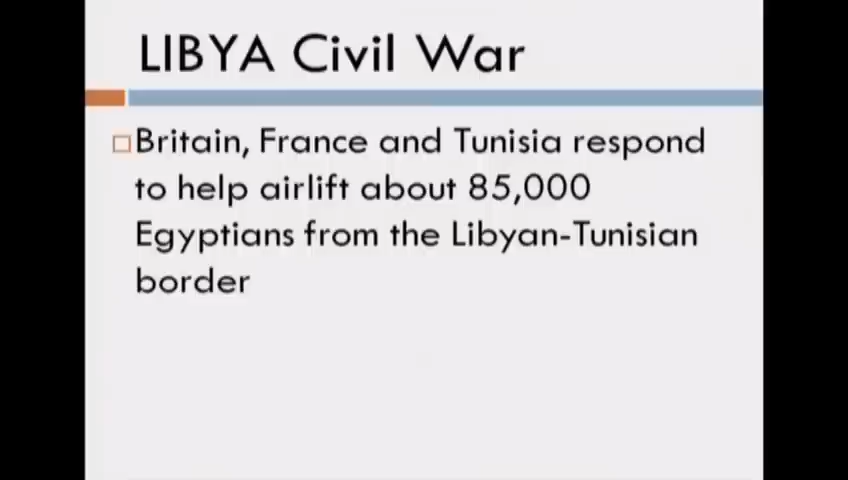 LIBYA Civil War
Britain, France and Tunisia respond
to help airlift about 85,000
Egyptians from the Libyan-Tunisian
border